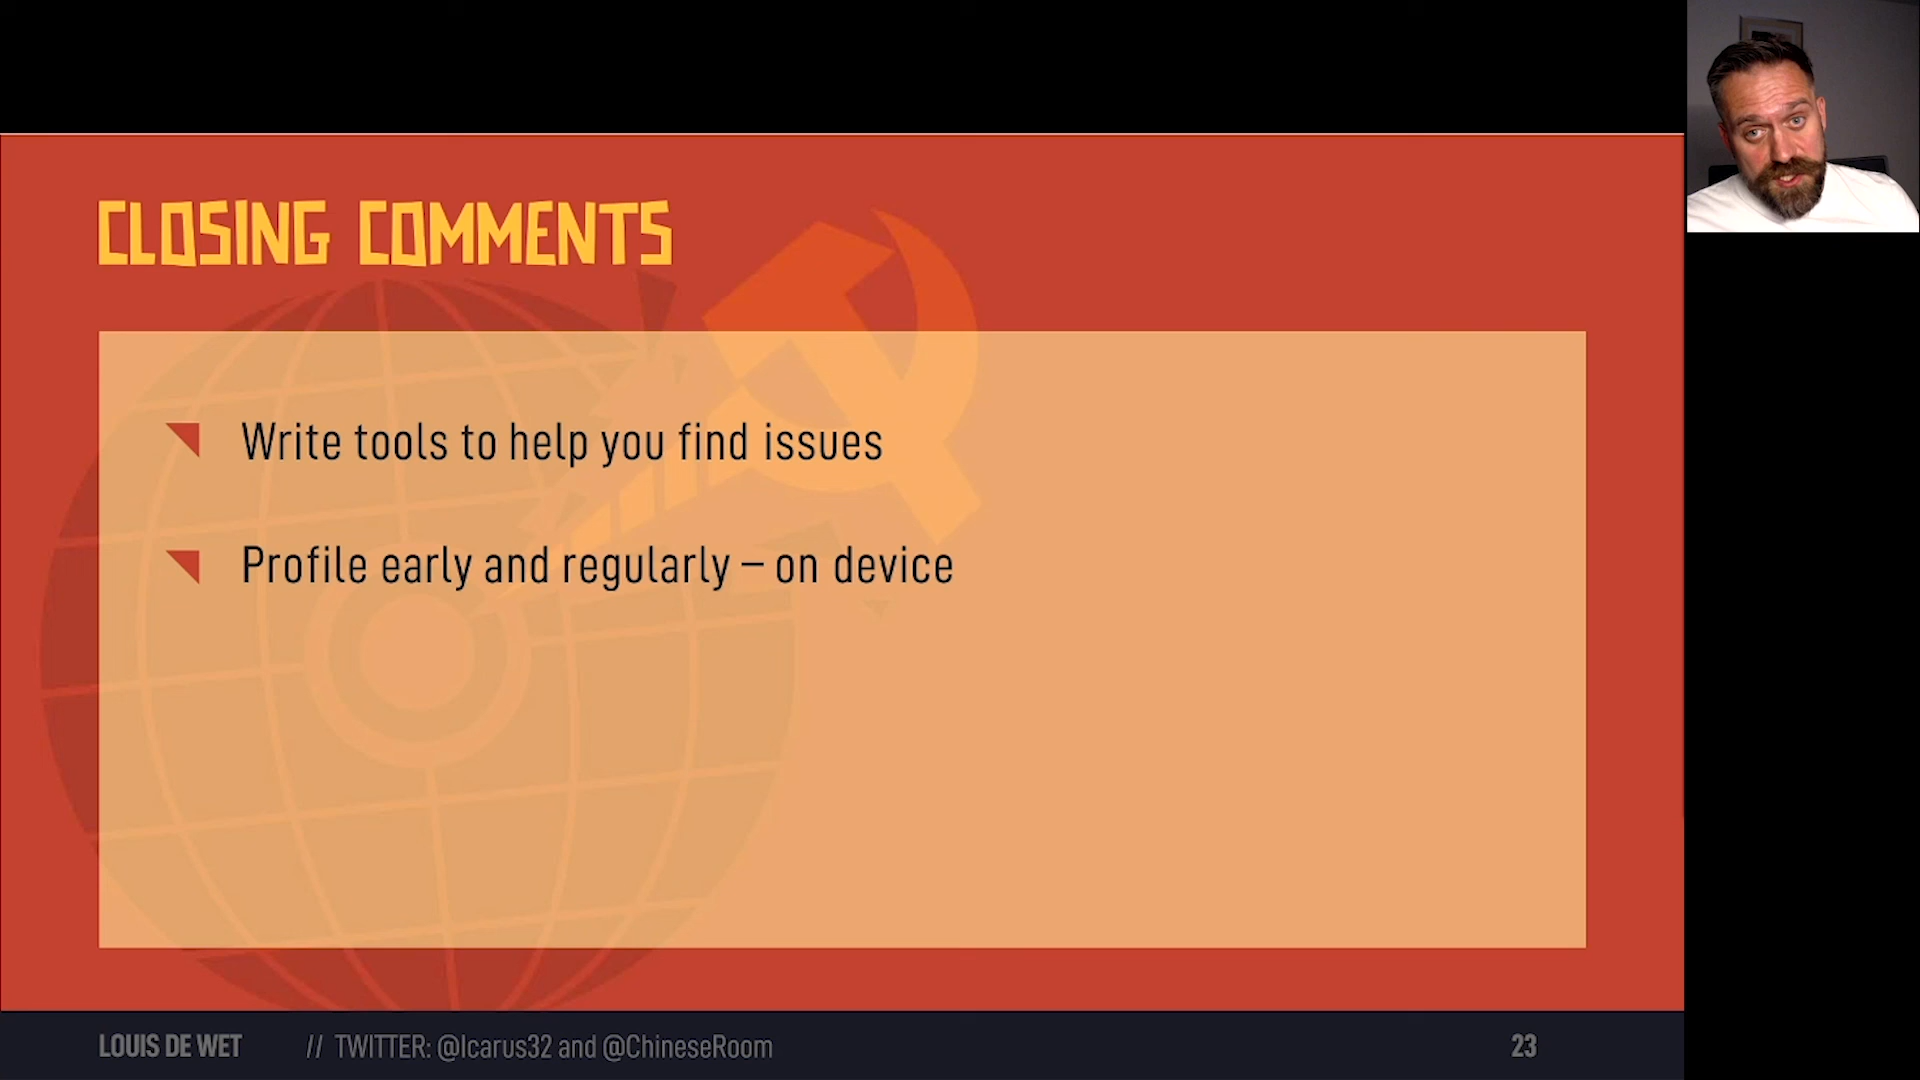 CLOSING COMMENTS
Write tools to help you find issues
Profile early and regularly – on device
LOUIS DE WET // TWITTER: @Icarus32 and @ChineseRoom 23